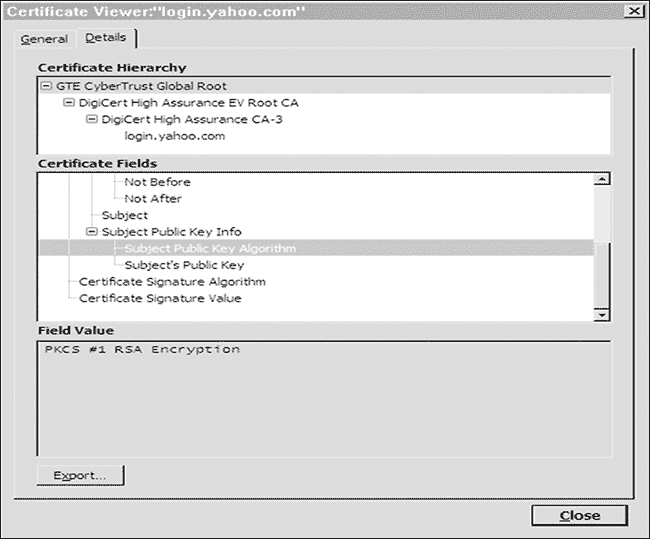 Certificate Viewer:"login.yahoo.com"
General Details
Certificate Hierarchy
GTE CyberTrust Global Root
DigiCert High Assurance EV Root CA
DigiCert High Assurance CA-3
login.yahoo.com
Certificate Fields
Not Before
Not After
Subject
Subject Public Key Info
Subject Public Key Algorithm
Subject's Public Key
Certificate Signature Algorithm
Certificate Signature Value
Field Value
PKCS #1 RSA Encryption
Export...
Close